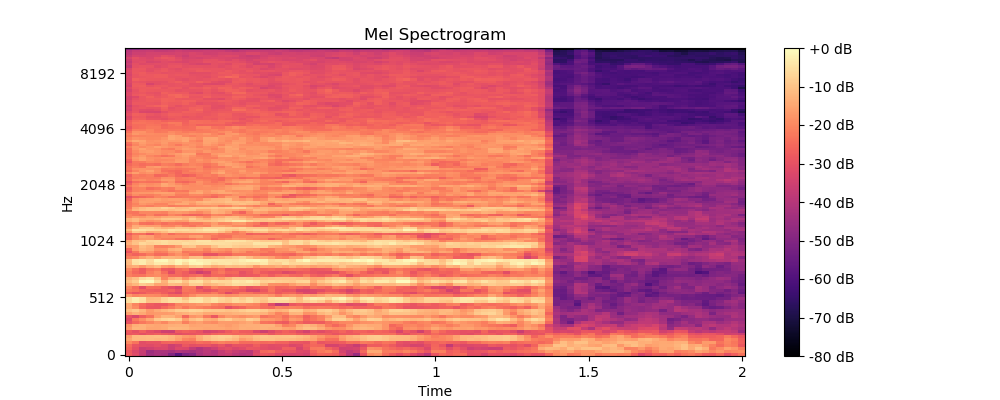 Mel Spectrogram
Hz
8192
4096
2048
1024
512
0
0 0.5 1 1.5 2
Time
+0 dB
-10 dB
-20 dB
-30 dB
-40 dB
-50 dB
-60 dB
-70 dB
-80 dB